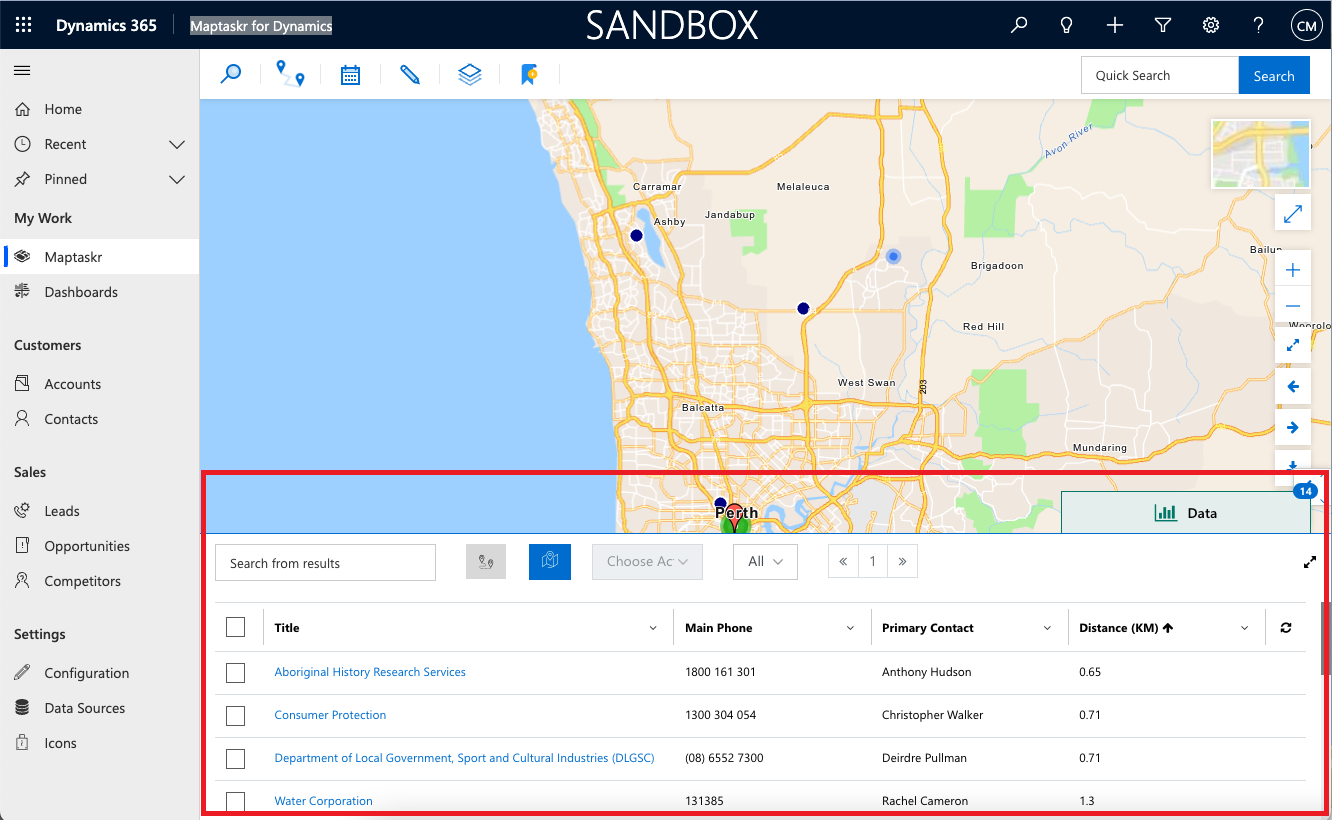 Dynamics 365
Maptaskr for Dynamics
SANDBOX
CM
Home
Recent
Pinned
My Work
Maptaskr
Dashboards
Customers
Accounts
Contacts
Sales
Leads
Opportunities
Competitors
Settings
Configuration
Data Sources
Icons
Quick Search
Search
Avon River
Carramar
Melaleuca
Ashby
Jandabup
Brigadoon
Red Hill
West Swan
203
Balcatta
Mundaring
Perth
14
Data
Search from results
Choose Ac
All
« 1 »
Title Main Phone Primary Contact Distance (KM)
Aboriginal History Research Services 1800 161 301 Anthony Hudson 0.65
Consumer Protection 1300 304 054 Christopher Walker 0.71
Department of Local Government, Sport and Cultural Industries (DLGSC) (08) 6552 7300 Deirdre Pullman 0.71
Water Corporation 131385 Rachel Cameron 1.3